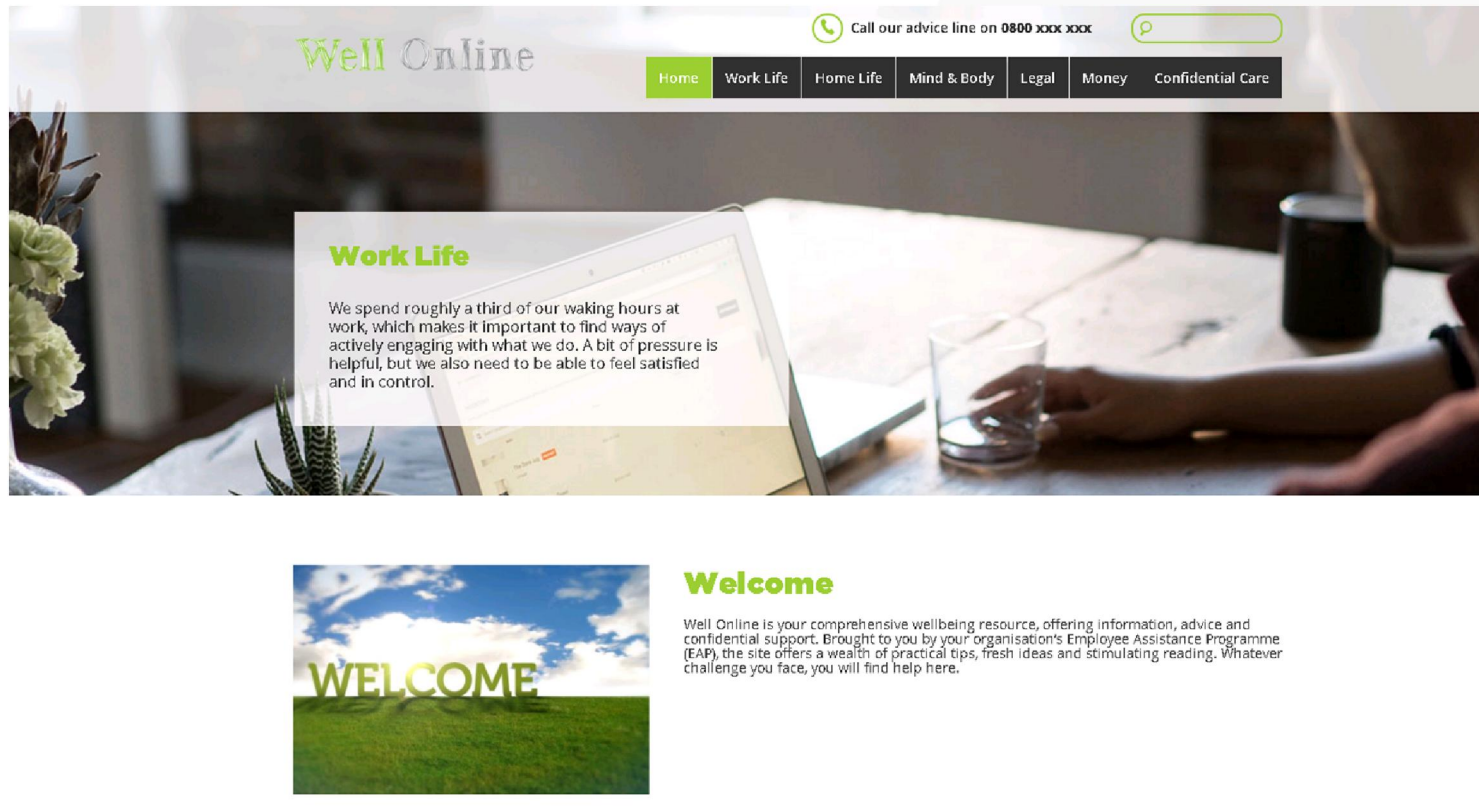 Call our advice line on 0800 xxx xxx
Well Online
Home Work Life Home Life Mind & Body Legal Money Confidential Care
Work Life
We spend roughly a third of our waking hours at
work, which makes it important to find ways of
actively engaging with what we do. A bit of pressure is
helpful, but we also need to be able to feel satisfied
and in control.
WELCOME
Welcome
Well Online is your comprehensive wellbeing resource, offering information, advice and
confidential support. Brought to you by your organisation's Employee Assistance Programme
(EAP), the site offers a wealth of practical tips, fresh ideas and stimulating reading. Whatever
challenge you face, you will find help here.